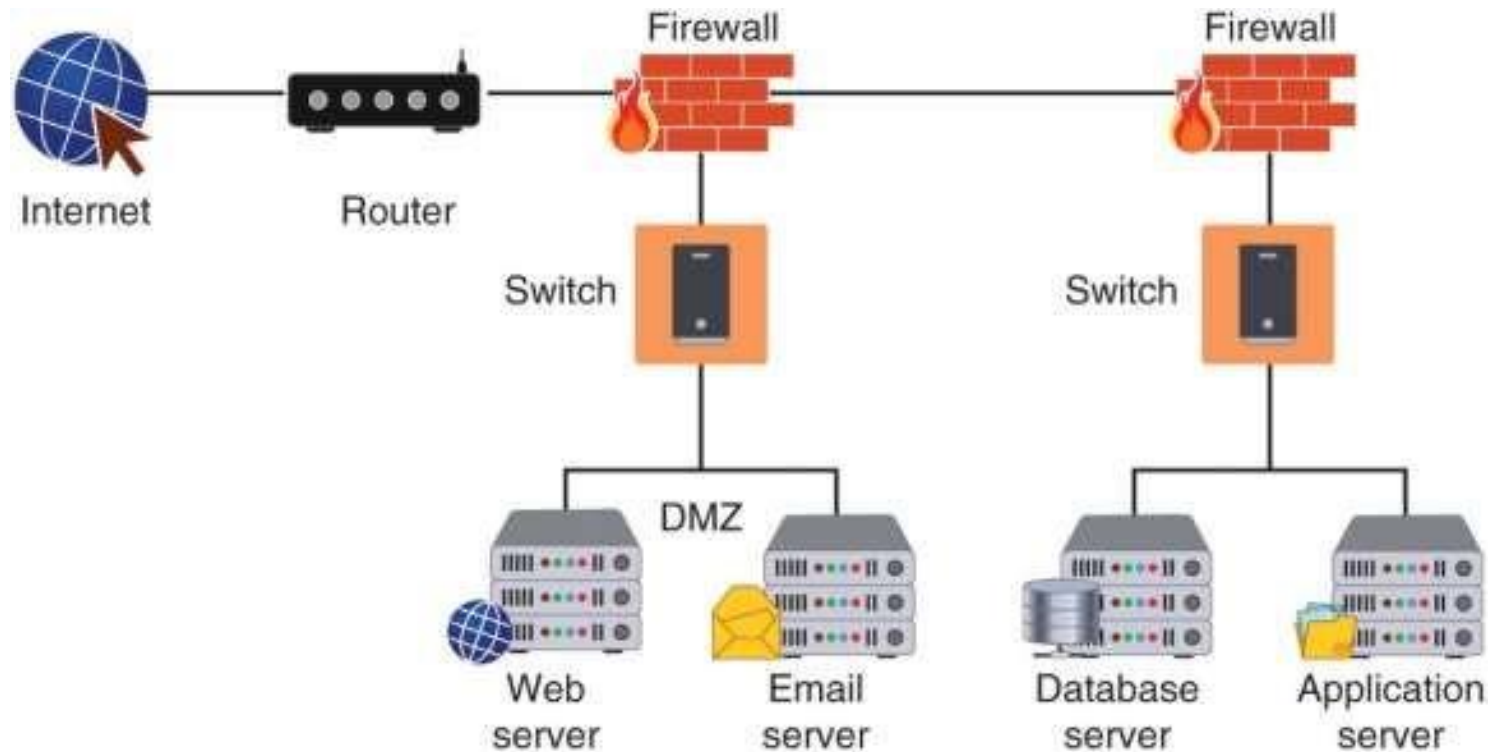 Firewall
Firewall
Internet
Router
Switch
Switch
DMZ
Web
server
Email
server
Database
server
Application
server